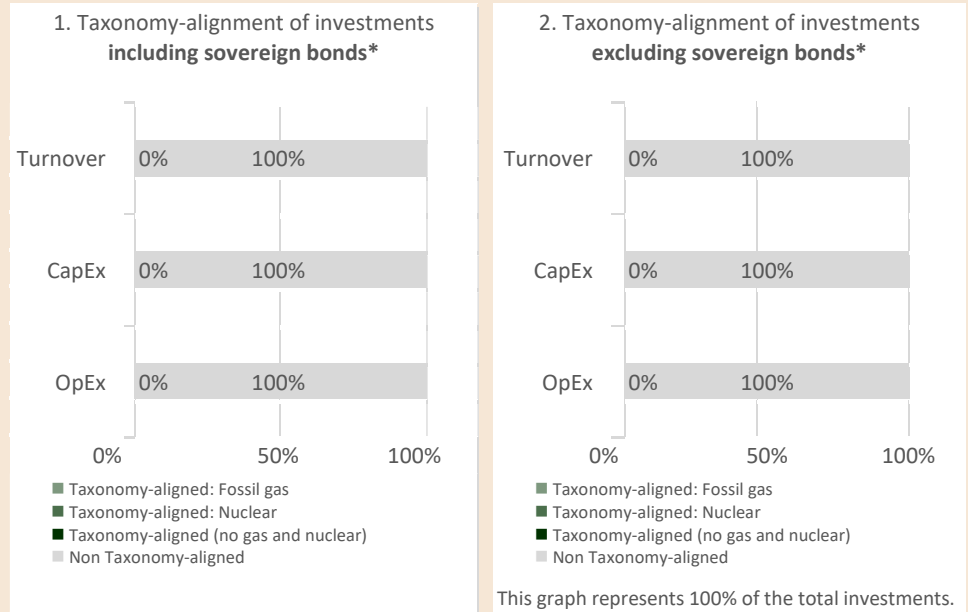 1. Taxonomy-alignment of investments
including sovereign bonds*
Turnover 0% 100%
CapEx 0% 100%
OpEx 0% 100%
0% 50% 100%
Taxonomy-aligned: Fossil gas
Taxonomy-aligned: Nuclear
Taxonomy-aligned (no gas and nuclear)
Non Taxonomy-aligned
2. Taxonomy-alignment of investments
excluding sovereign bonds*
Turnover 0% 100%
CapEx 0% 100%
OpEx 0% 100%
0% 50% 100%
Taxonomy-aligned: Fossil gas
Taxonomy-aligned: Nuclear
Taxonomy-aligned (no gas and nuclear)
Non Taxonomy-aligned
This graph represents 100% of the total investments.